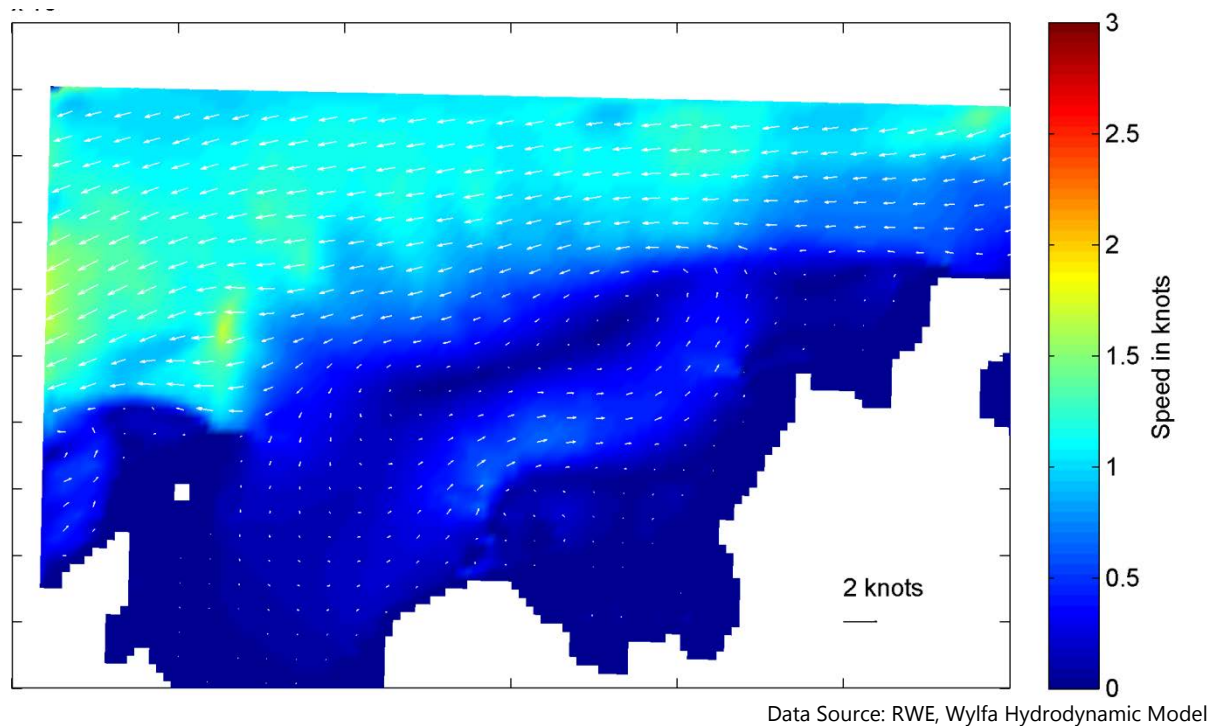 3
2.5
2
1.5
1
0.5
0
Speed in knots
2 knots
Data Source: RWE, Wylfa Hydrodynamic Model